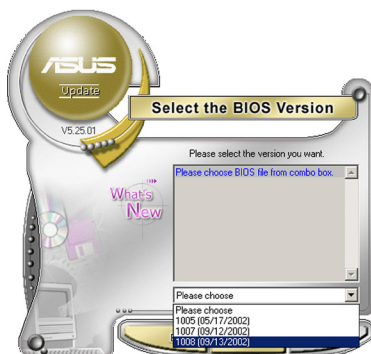 ASUS
Update
V5.25.01
Select the BIOS Version
Please select the version you want.
Please choose BIOS file from combo box.
What's
New
Please choose
Please choose
1005 (05/17/2002)
1007 (09/12/2002)
1008 (09/13/2002)